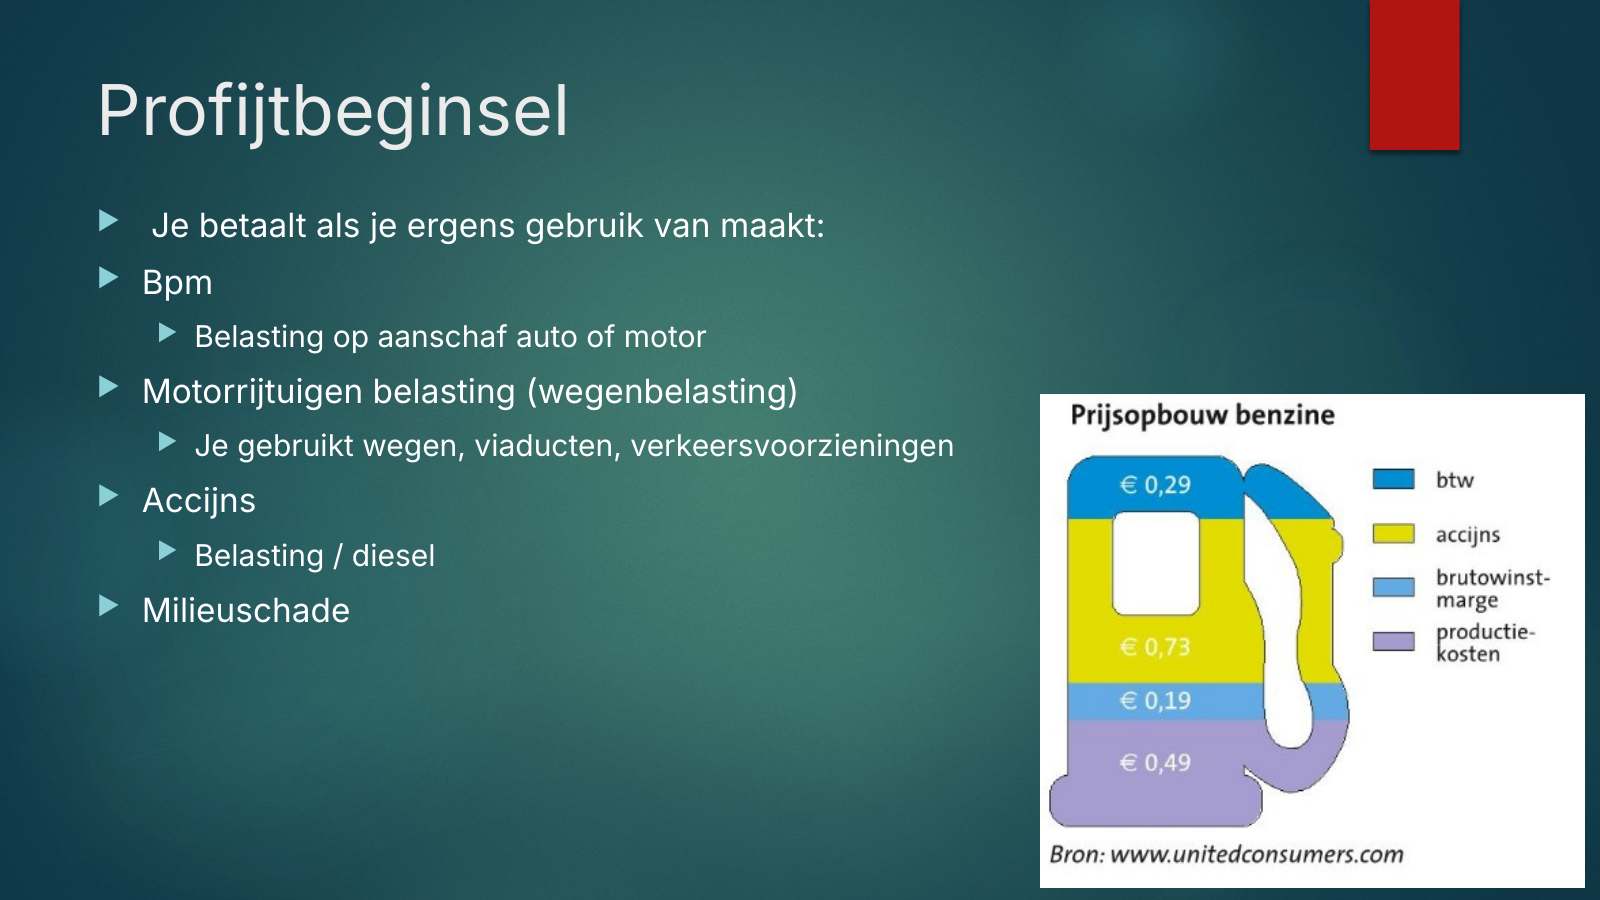 Profijtbeginsel
Je betaalt als je ergens gebruik van maakt:
Bpm
Belasting op aanschaf auto of motor
Motorrijtuigen belasting (wegenbelasting)
Je gebruikt wegen, viaducten, verkeersvoorzieningen
Accijns
Belasting / diesel
Milieuschade
Prijsopbouw benzine
€ 0,29
€ 0,73
€ 0,19
€ 0,49
btw
accijns
brutowinst-
marge
productie-
kosten
Bron: www.unitedconsumers.com